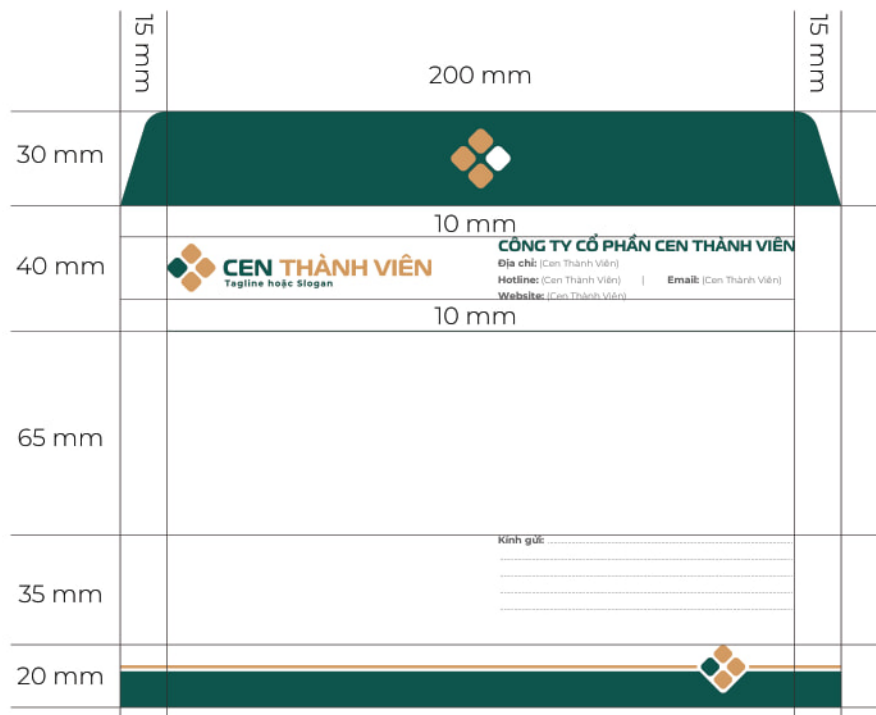 15 mm
15 mm
200 mm
30 mm
10 mm
40 mm
CEN THÀNH VIÊN
Tagline hoặc Slogan
CÔNG TY CỔ PHẦN CEN THÀNH VIÊN
Địa chỉ: (Cen Thành Viên)
Hotline: (Cen Thành Viên) | Email: (Cen Thành Viên)
Website: (Cen Thành Viên)
10 mm
65 mm
Kính gửi:
35 mm
20 mm